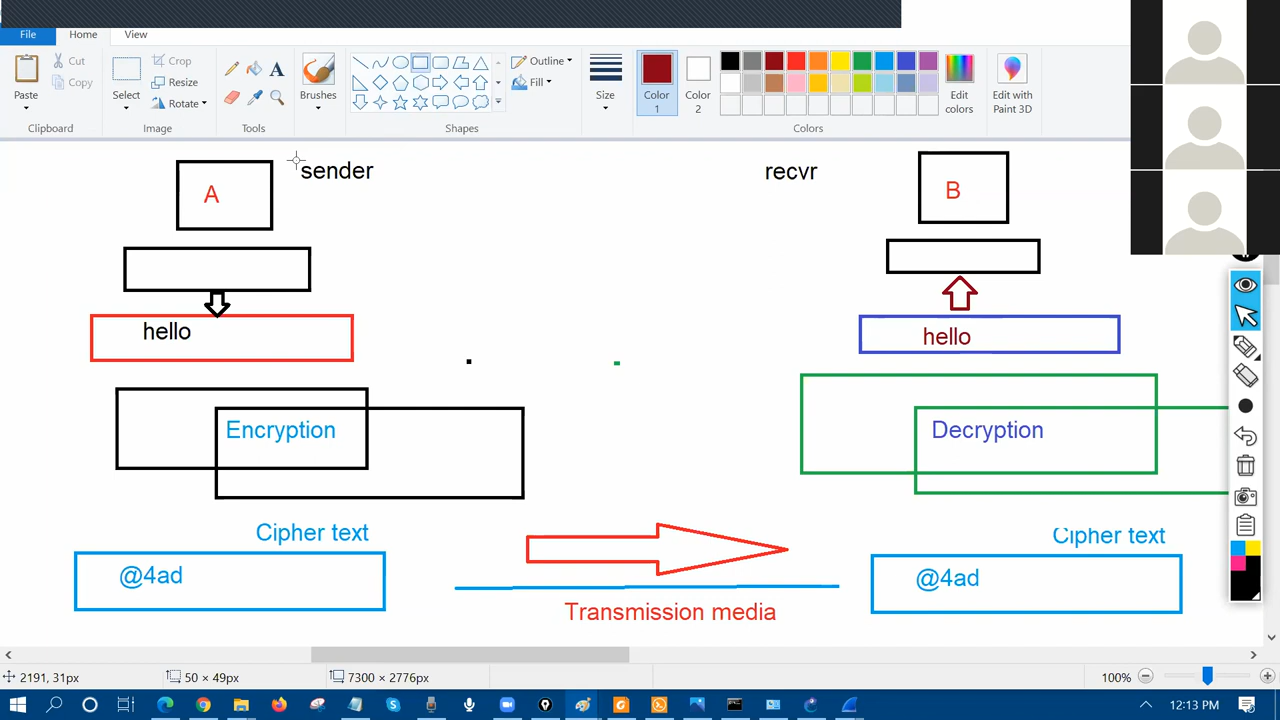 File
Home
View
Paste
Cut
Copy
Clipboard
Select
Crop
Resize
Rotate
Image
A
Tools
Brushes
Outline
Fill
Shapes
Size
Color
1
Color
2
Edit
colors
Edit with
Paint 3D
Colors
A
sender
recvr
B
hello
hello
Encryption
Decryption
Cipher text
Cipher text
@4ad
@4ad
Transmission media
2191, 31px
50 × 49px
7300 × 2776px
100%
12:13 PM